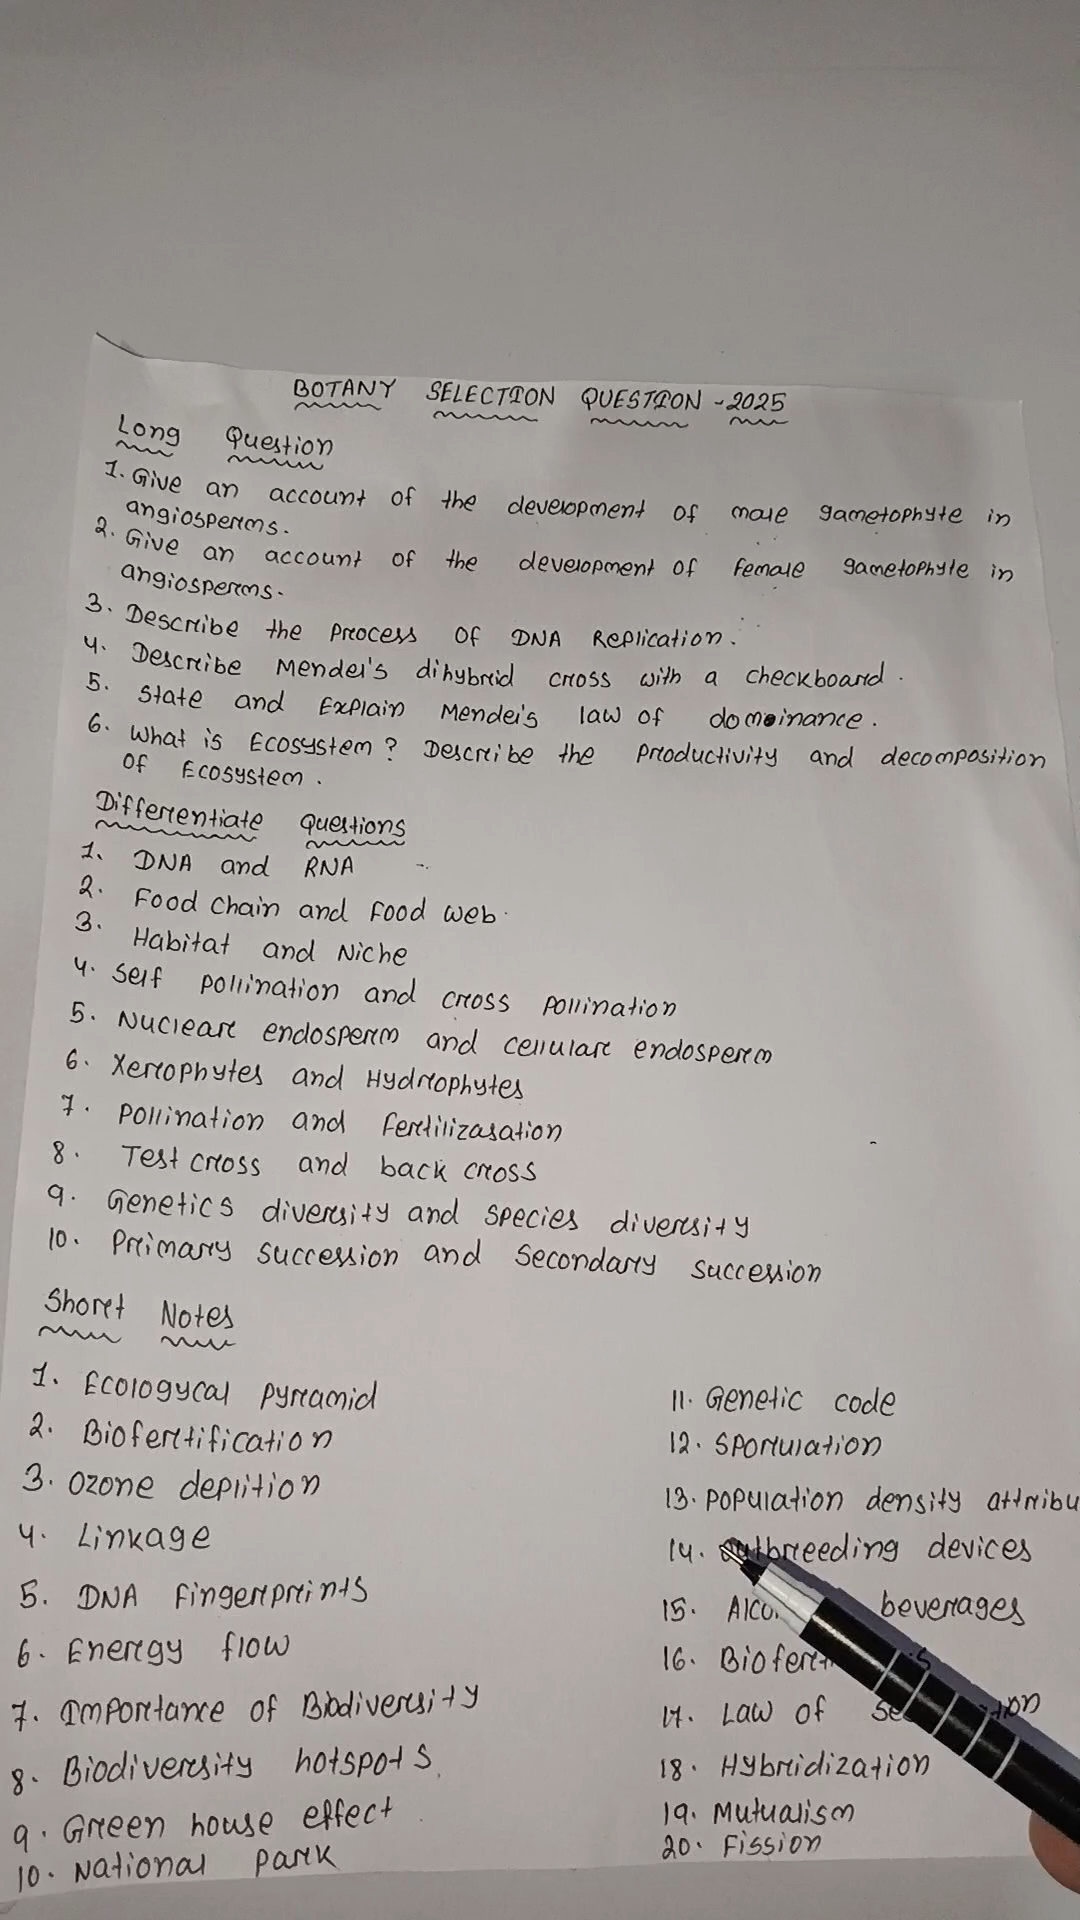 BOTANY SELECTION QUESTION - 2025
Long Question
1. Give an account of the development of male gametophyte in
angiosperms.
2. Give an account of the development of female gametophyte in
angiosperms.
3. Describe the Process of DNA Replication.
4. Describe Mendel's dihybrid cross with a checkboard.
5. State and Explain Mendel's law of domoinance.
6. What is Ecosystem? Describe the Productivity and decomposition
of Ecosystem.
Differentiate Questions
1. DNA and RNA
2. Food chain and food web.
3. Habitat and Niche
4. Self pollination and cross pollination
5. Nuclear endosperm and cellular endosperm
6. Xerophytes and Hydrophytes
7. Pollination and fertilizasation
8. Test cross and back cross
9. Genetics diversity and species diversity
10. Primary succession and Secondary succession
Short Notes
1. Ecologycal pyramid
2. Biofertification
3. Ozone deplition
4. Linkage
5. DNA fingerprints
6. Energy flow
7. Importance of Biodiversity
8. Biodiversity hotspots.
9. Green house effect
10. National park
11. Genetic code
12. Sporulation
13. Population density
14. outbreeding devices
15. beverages
16.
17. Law of
18. Hybridization
19. Mutualism
20. Fission